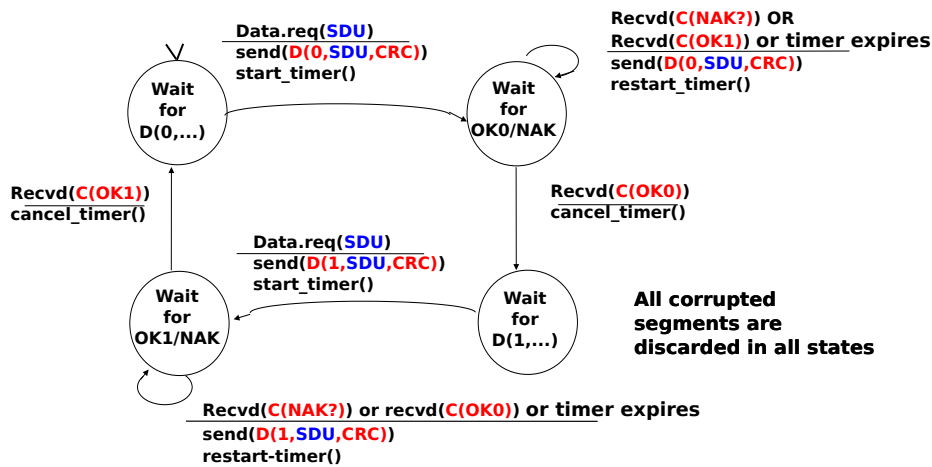 Data.req(SDU)
send(D(0,SDU,CRC))
start_timer()
Recvd(C(NAK?)) OR
Recvd(C(OK1)) or timer expires
send(D(0,SDU,CRC))
restart_timer()
Wait
for
D(0,...)
Wait
for
OK0/NAK
Recvd(C(OK1))
cancel_timer()
Recvd(C(OK0))
cancel_timer()
Data.req(SDU)
send(D(1,SDU,CRC))
start_timer()
Wait
for
OK1/NAK
Wait
for
D(1,...)
All corrupted
segments are
discarded in all states
Recvd(C(NAK?)) or recvd(C(OK0)) or timer expires
send(D(1,SDU,CRC))
restart-timer()